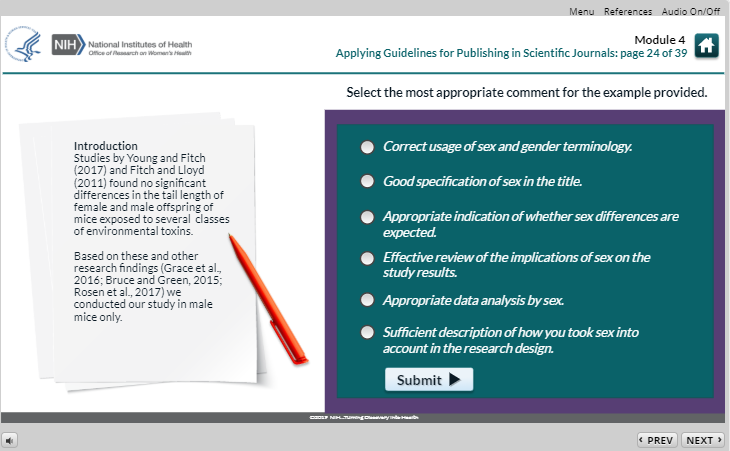 Menu References Audio On/Off
NIH National Institutes of Health
Office of Research on Women's Health
Module 4
Applying Guidelines for Publishing in Scientific Journals: page 24 of 39
Select the most appropriate comment for the example provided.
Introduction
Studies by Young and Fitch
(2017) and Fitch and Lloyd
(2011) found no significant
differences in the tail length of
female and male offspring of
mice exposed to several classes
of environmental toxins.
Based on these and other
research findings (Grace et al.,
2016; Bruce and Green, 2015;
Rosen et al., 2017) we
conducted our study in male
mice only.
Correct usage of sex and gender terminology.
Good specification of sex in the title.
Appropriate indication of whether sex differences are
expected.
Effective review of the implications of sex on the
study results.
Appropriate data analysis by sex.
Sufficient description of how you took sex into
account in the research design.
Submit
NIH...Turning Discovery Into Health
PREV NEXT